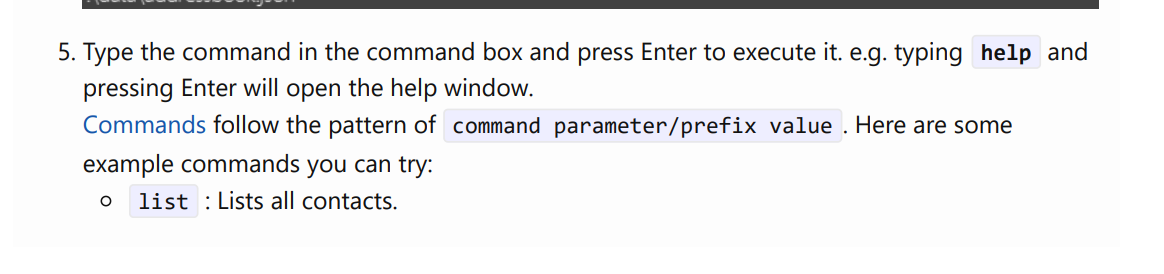 5. Type the command in the command box and press Enter to execute it. e.g. typing help and
pressing Enter will open the help window.
Commands follow the pattern of command parameter/prefix value . Here are some
example commands you can try:
list : Lists all contacts.